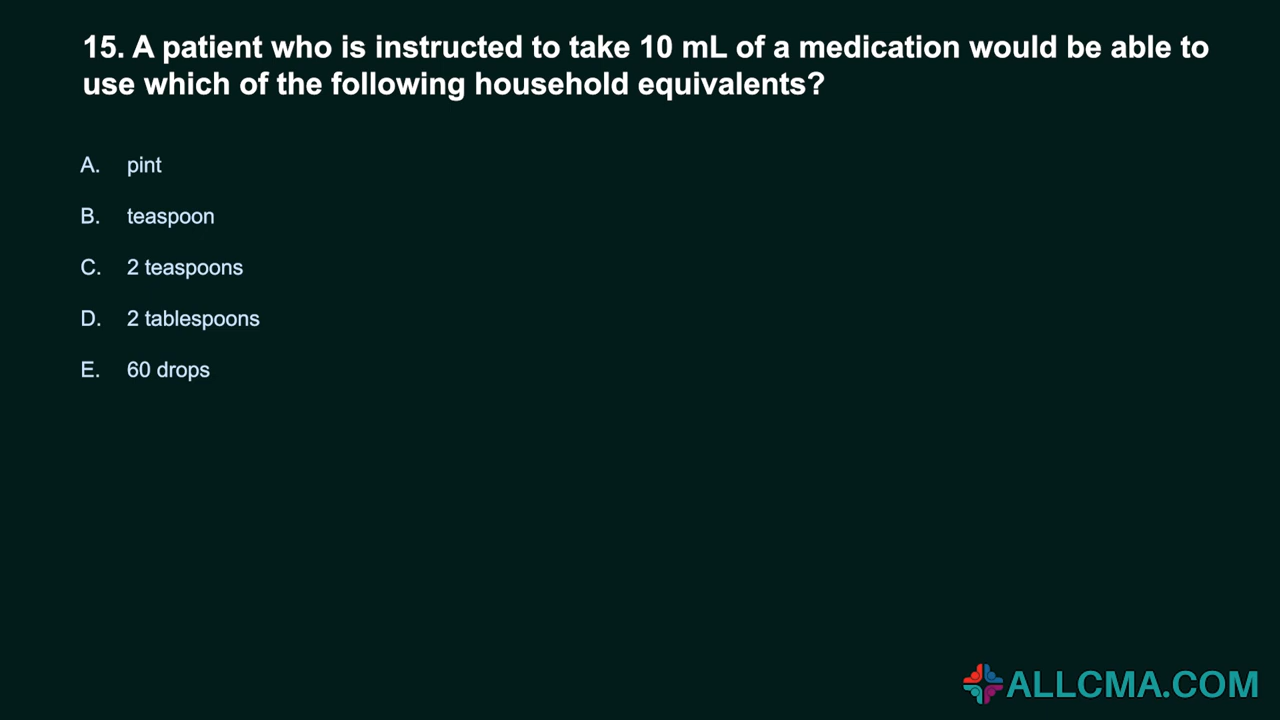 15. A patient who is instructed to take 10 mL of a medication would be able to
use which of the following household equivalents?
A. pint
B. teaspoon
C. 2 teaspoons
D. 2 tablespoons
E. 60 drops
ALLCMA.COM